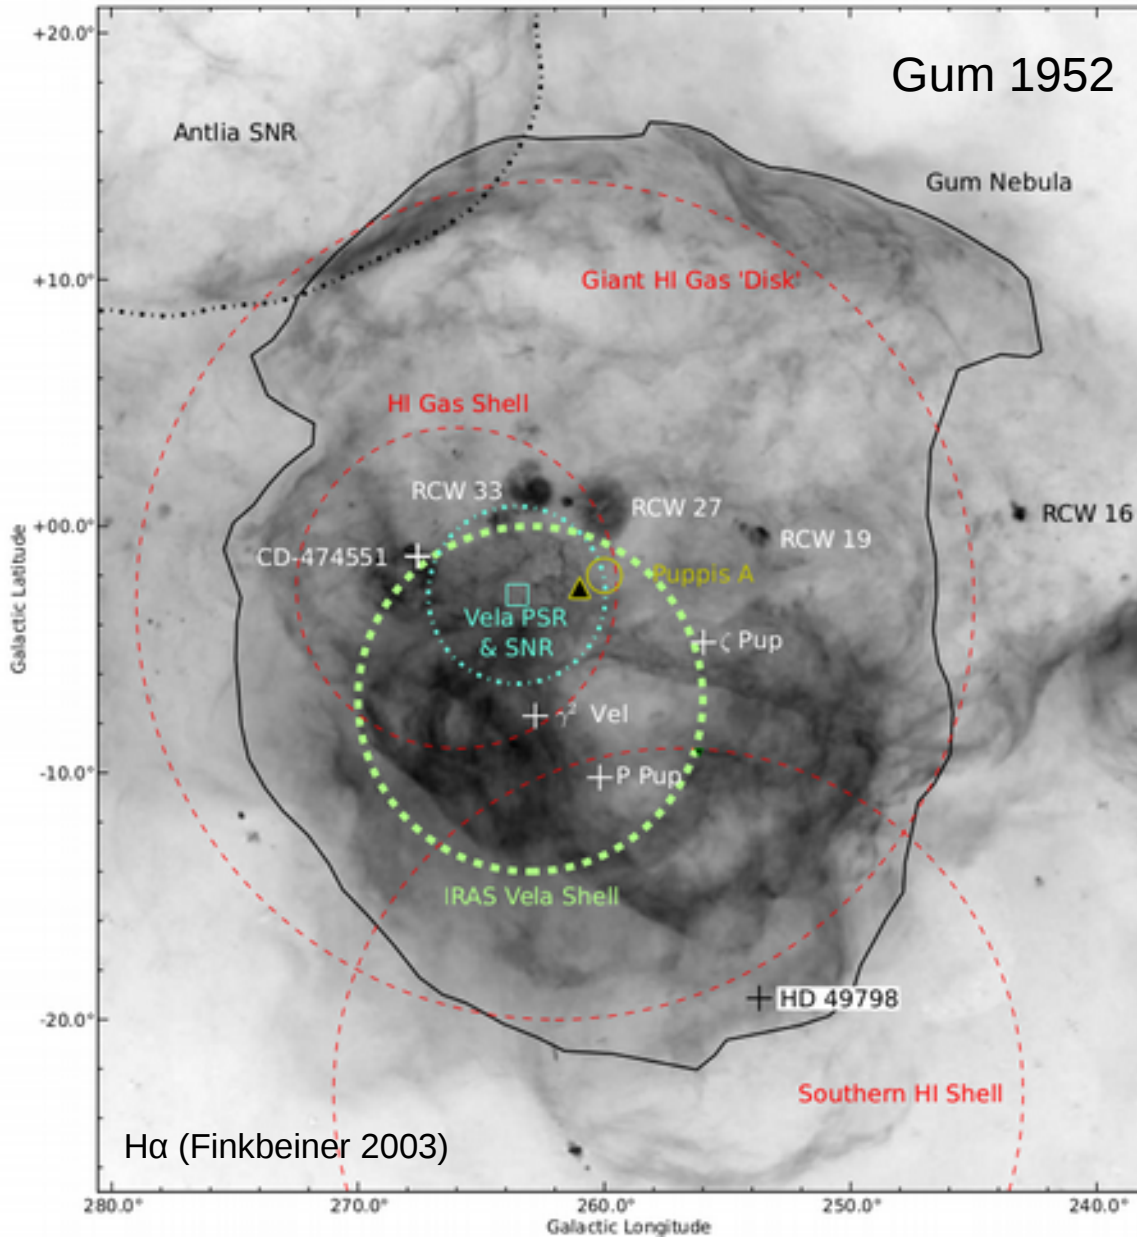 +20.0°
Gum 1952
Antlia SNR
Gum Nebula
+10.0°
Giant HI Gas 'Disk'
HI Gas Shell
RCW 33
RCW 27
RCW 16
+00.0°
RCW 19
CD-474551
Puppis A
Vela PSR
& SNR
ζ Pup
Galactic Latitude
γ² Vel
-10.0°
P Pup
IRAS Vela Shell
HD 49798
-20.0°
Southern HI Shell
Hα (Finkbeiner 2003)
280.0° 270.0° 260.0° 250.0° 240.0°
Galactic Longitude